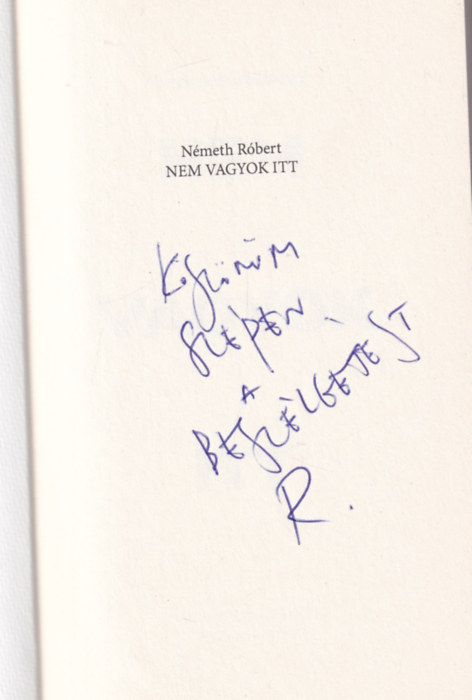 Németh Róbert
NEM VAGYOK ITT
KÖSZÖNÖM
SZÉPEN
A
BESZÉLGETÉST
R.